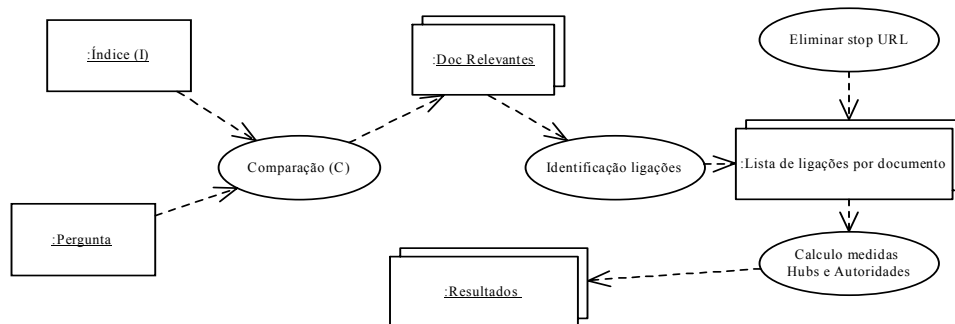 :Índice (I)
:Doc Relevantes
Eliminar stop URL
Comparação (C)
Identificação ligações
:Lista de ligações por documento
:Pergunta
Calculo medidas
Hubs e Autoridades
:Resultados